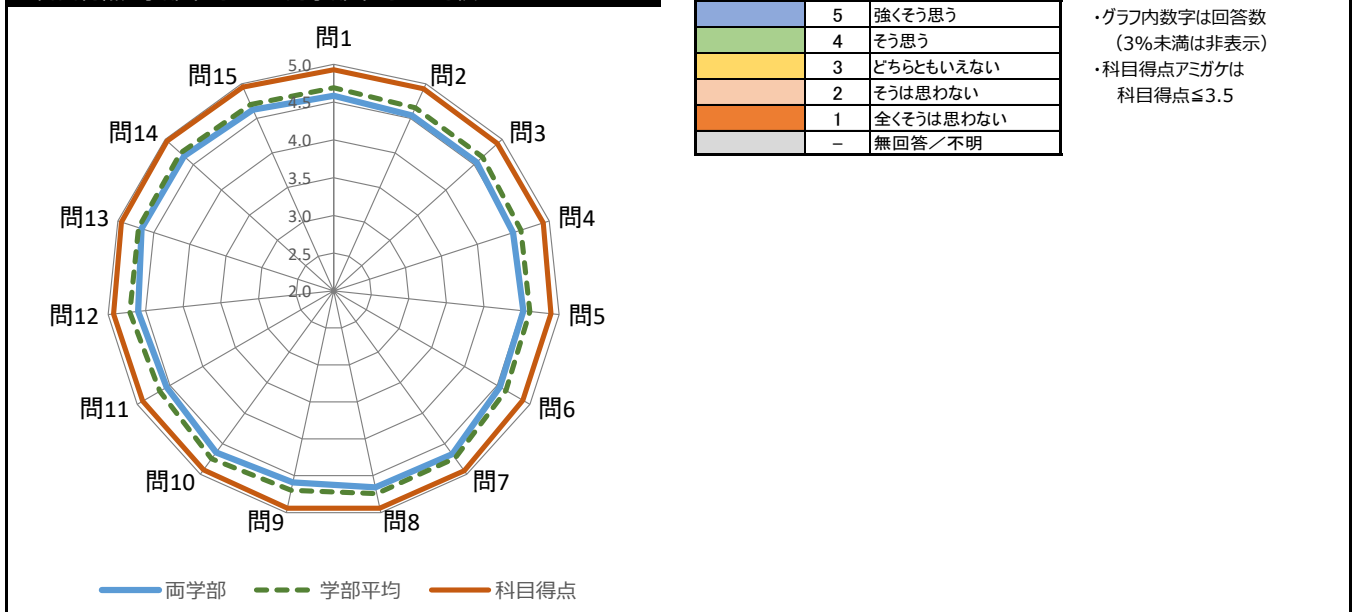 問1
問2
問3
問4
問5
問6
問7
問8
問9
問10
問11
問12
問13
問14
問15
5.0
4.5
4.0
3.5
3.0
2.5
2.0
両学部
学部平均
科目得点
5 強くそう思う
4 そう思う
3 どちらともいえない
2 そうは思わない
1 全くそうは思わない
− 無回答／不明
・グラフ内数字は回答数
（3%未満は非表示）
・科目得点アミガケは
科目得点≦3.5